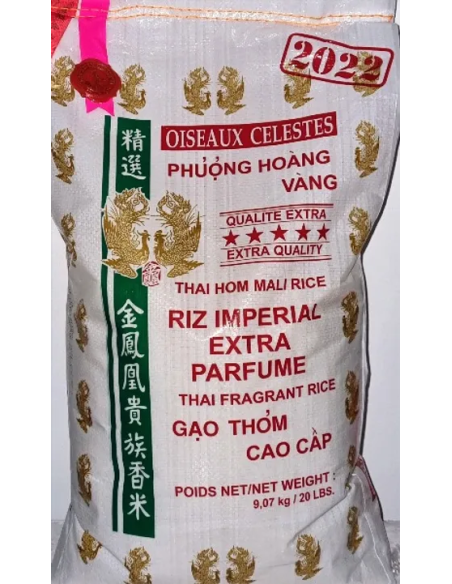 2022
精選
OISEAUX CELESTES
PHUỢNG HOÀNG
VÀNG
QUALITE EXTRA
★★★★★
EXTRA QUALITY
THAI HOM MALI RICE
金鳳凰貴族香米
RIZ IMPERIAL
EXTRA
PARFUME
THAI FRAGRANT RICE
GẠO THƠM
CAO CẤP
POIDS NET/NET WEIGHT :
9,07 kg / 20 LBS.